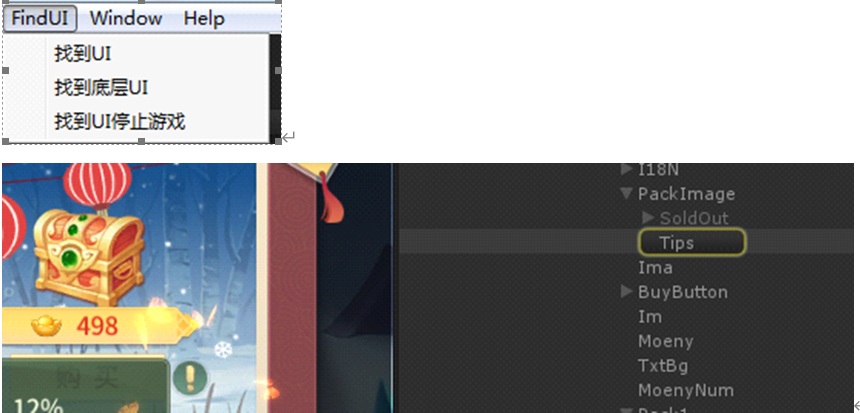 FindUI Window Help
找到UI
找到底层UI
找到UI停止游戏
498
购买
!
12%
I18N
PackImage
SoldOut
Tips
Ima
BuyButton
Im
Moeny
TxtBg
MoenyNum
Pack1